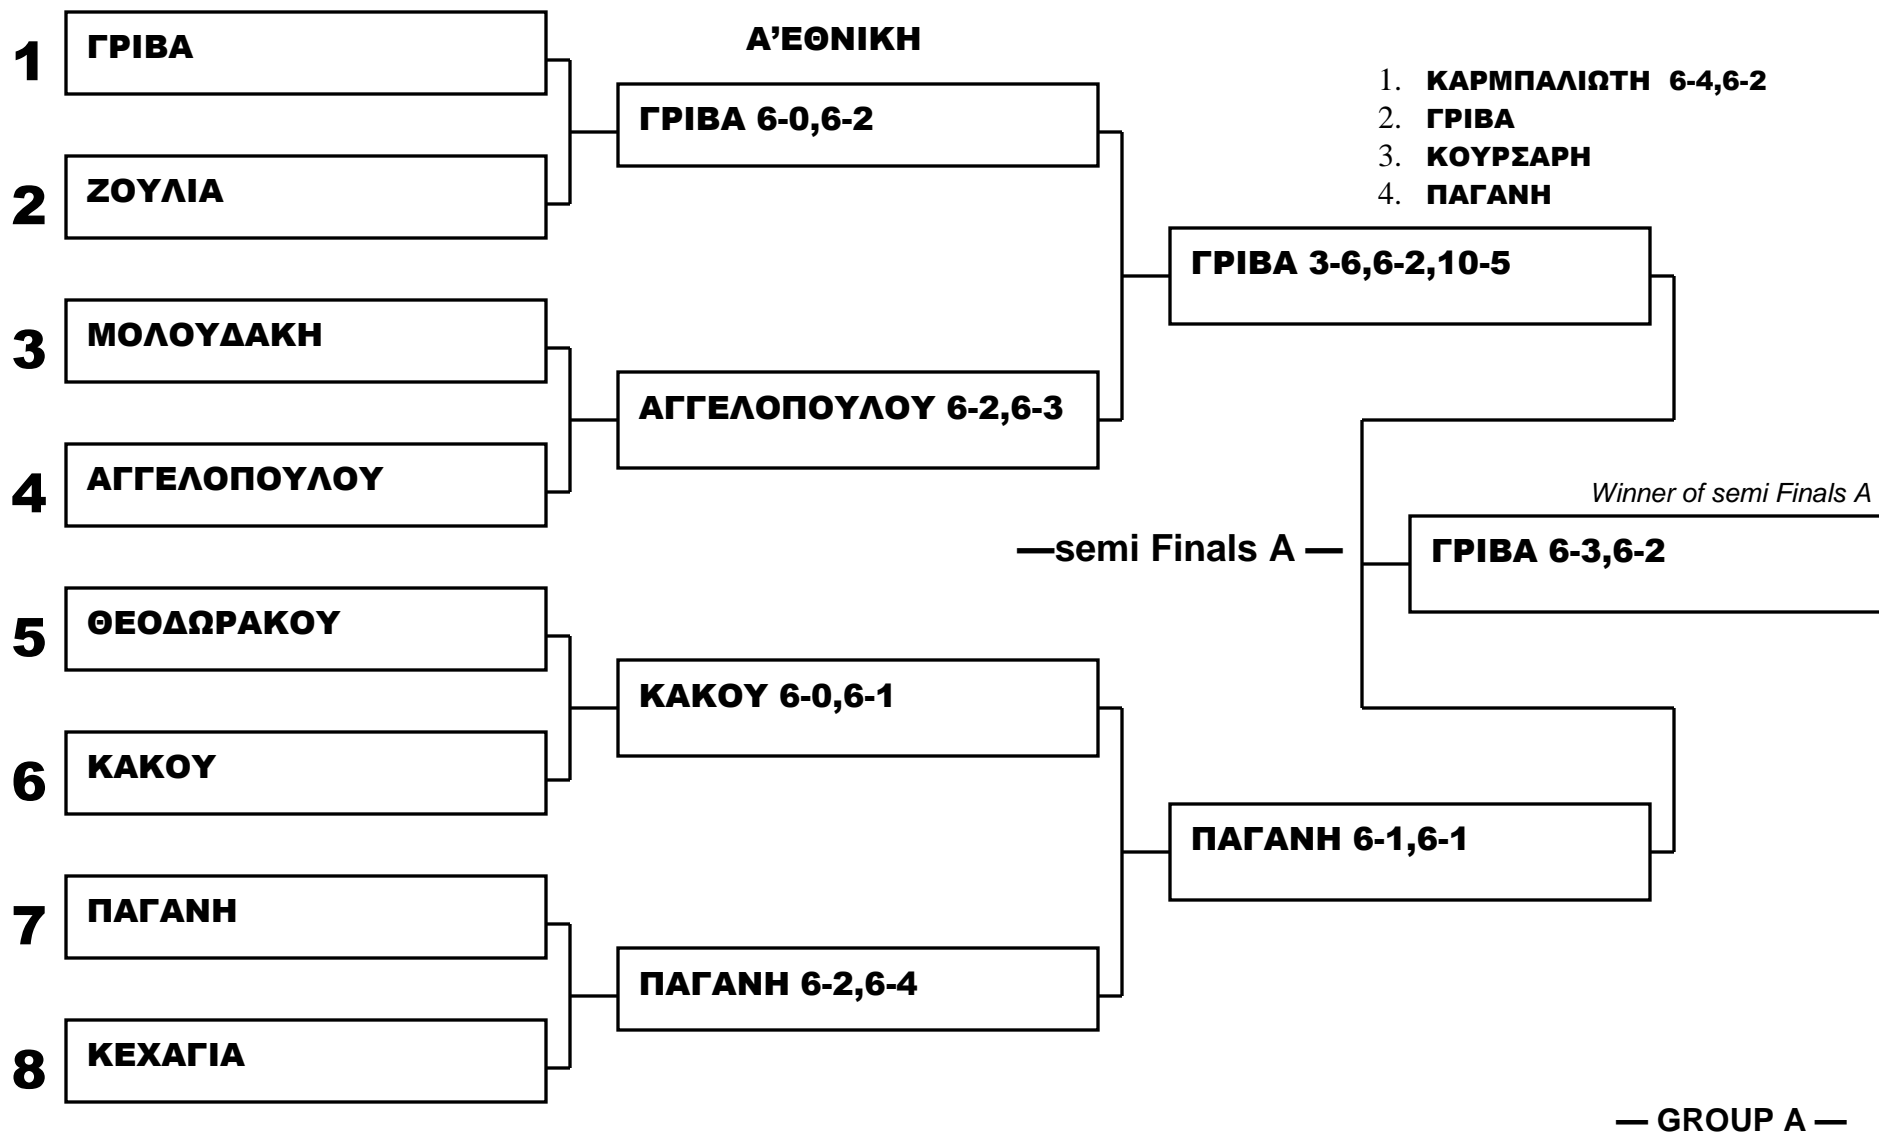 Α’ΕΘΝΙΚΗ
1. ΚΑΡΜΠΑΛΙΩΤΗ 6-4,6-2
2. ΓΡΙΒΑ
3. ΚΟΥΡΣΑΡΗ
4. ΠΑΓΑΝΗ
1 ΓΡΙΒΑ
2 ΖΟΥΛΙΑ
3 ΜΟΛΟΥΔΑΚΗ
4 ΑΓΓΕΛΟΠΟΥΛΟΥ
5 ΘΕΟΔΩΡΑΚΟΥ
6 ΚΑΚΟΥ
7 ΠΑΓΑΝΗ
8 ΚΕΧΑΓΙΑ
ΓΡΙΒΑ 6-0,6-2
ΑΓΓΕΛΟΠΟΥΛΟΥ 6-2,6-3
ΚΑΚΟΥ 6-0,6-1
ΠΑΓΑΝΗ 6-2,6-4
ΓΡΙΒΑ 3-6,6-2,10-5
ΠΑΓΑΝΗ 6-1,6-1
—semi Finals A —
Winner of semi Finals A
ΓΡΙΒΑ 6-3,6-2
— GROUP A —